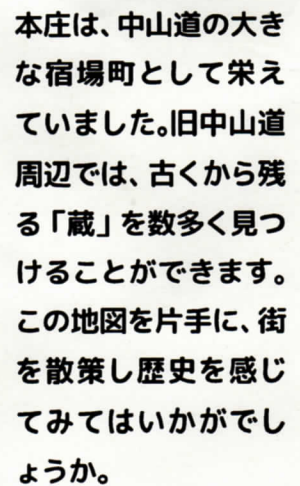 本庄は、中山道の大き
な宿場町として栄え
ていました。旧中山道
周辺では、古くから残
る「蔵」を数多く見つ
けることができます。
この地図を片手に、街
を散策し歴史を感じ
てみてはいかがでし
ょうか。